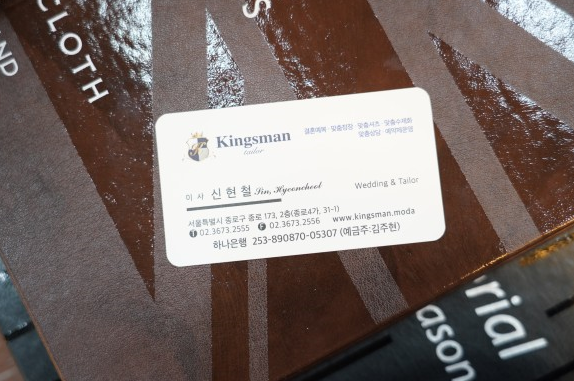 CLOTH
AND
S
Kingsman
tailor
결혼예복 · 맞춤정장 · 맞춤셔츠 · 맞춤수제화
맞춤상담 · 예약제운영
이 사 신 현 철 Sin, Hyeoncheol
Wedding & Tailor
서울특별시 종로구 종로 173, 2층(종로4가, 31-1)
T 02.3673.2555 F 02.3673.2556 www.kingsman.moda
하나은행 253-890870-05307 (예금주:김주현)
rial
ason